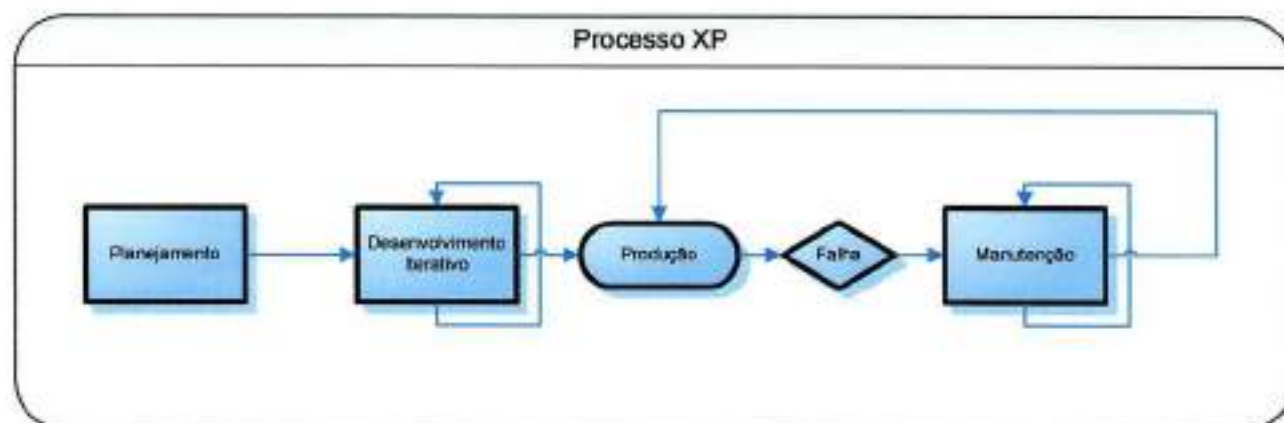 Processo XP
Planejamento
Desenvolvimento
Iterativo
Produção
Falha
Manutenção